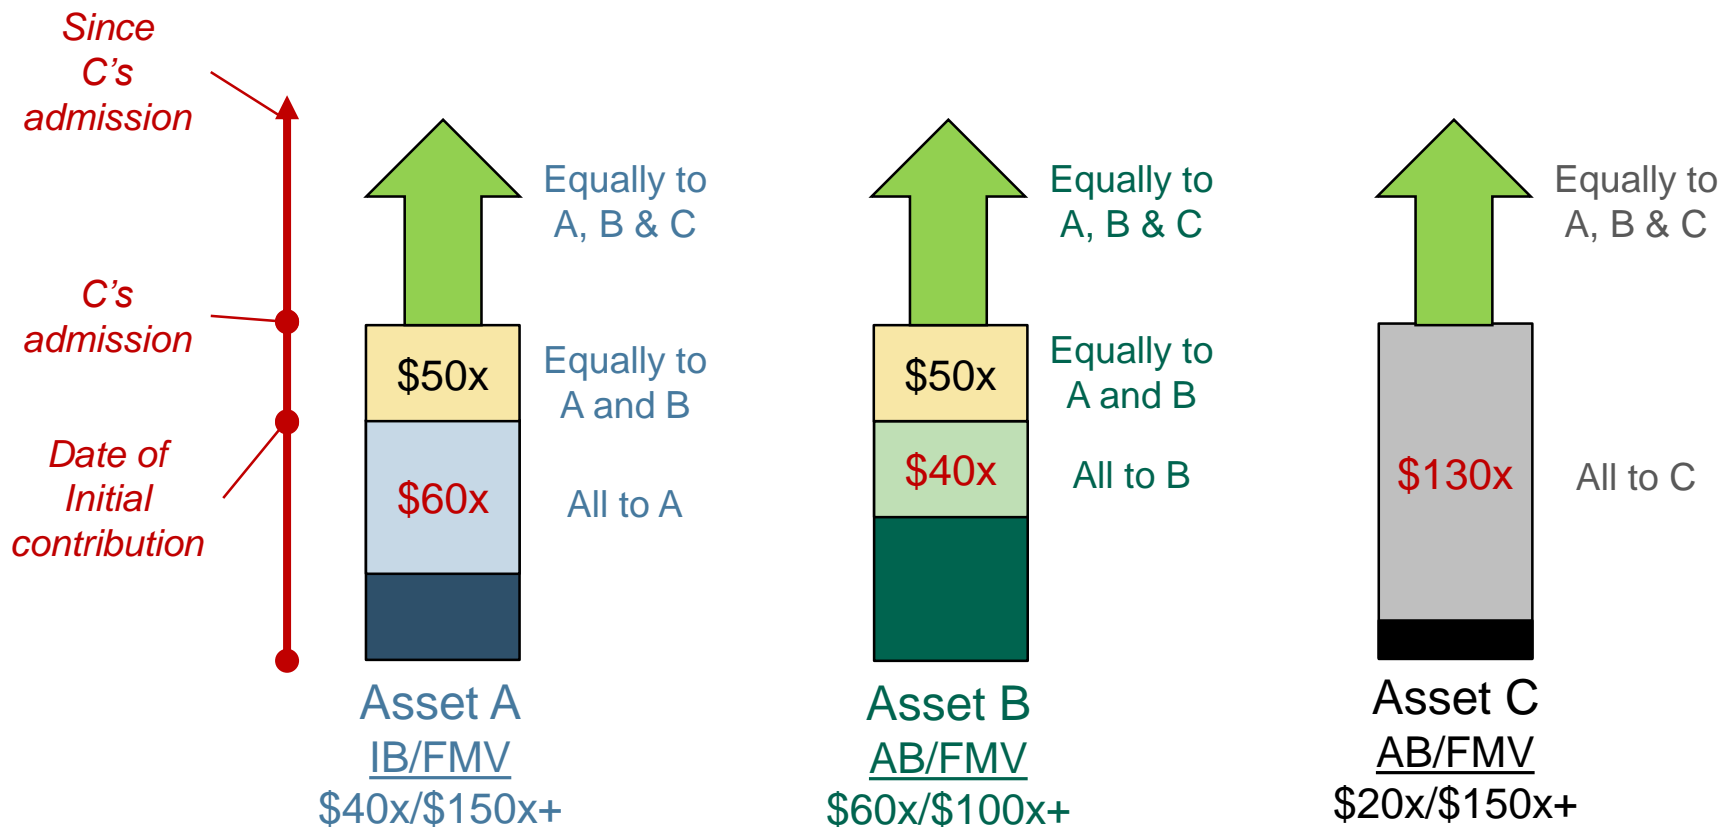 Since
C’s
admission
C’s
admission
Date of
Initial
contribution
Equally to
A, B & C
$50x
Equally to
A and B
$60x
All to A
Asset A
IB/FMV
$40x/$150x+
Equally to
A, B & C
$50x
Equally to
A and B
$40x
All to B
Asset B
AB/FMV
$60x/$100x+
Equally to
A, B & C
$130x
All to C
Asset C
AB/FMV
$20x/$150x+